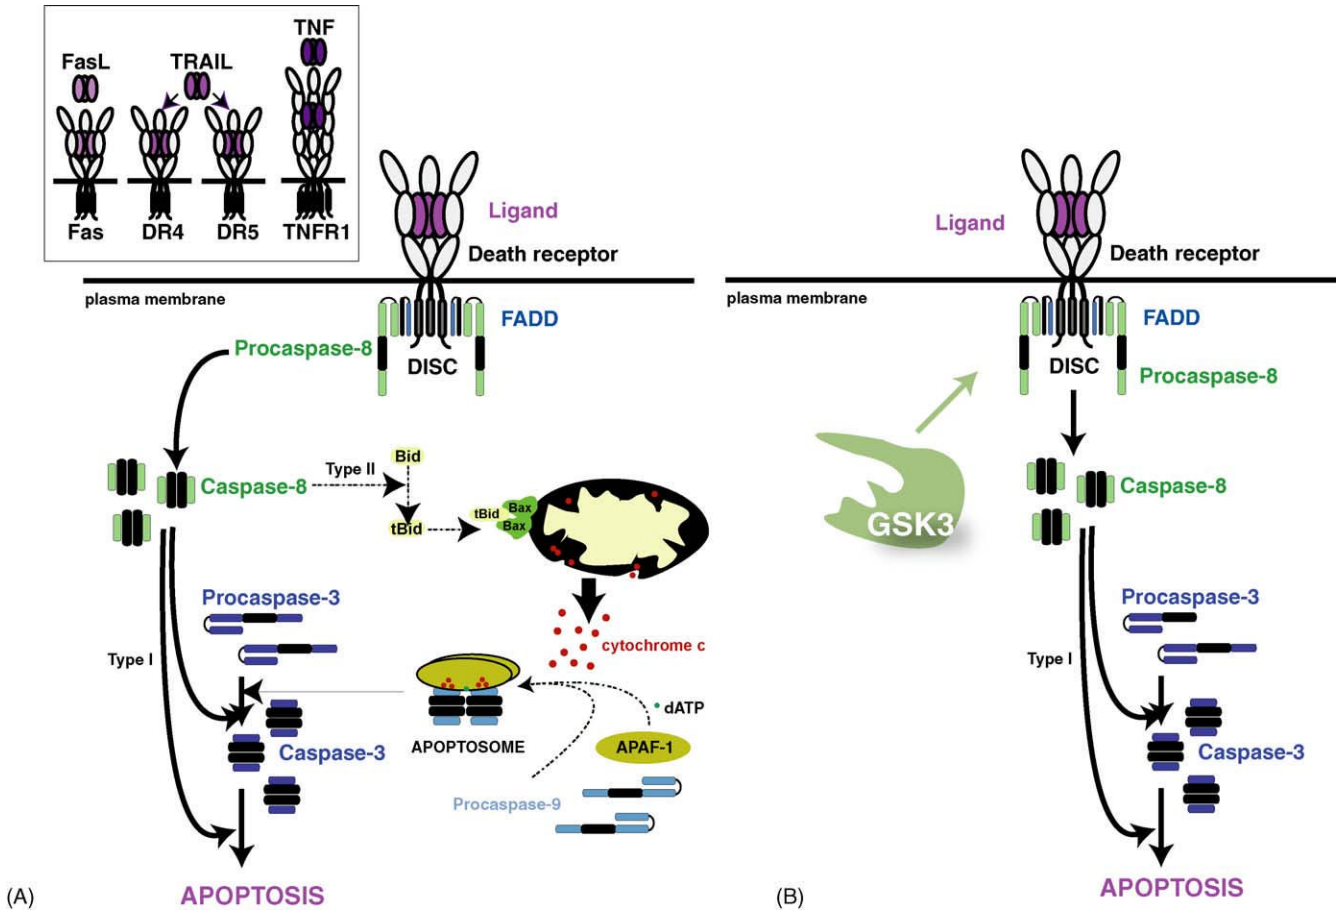 TNF
FasL
TRAIL
Fas
DR4
DR5
TNFR1
Ligand
Death receptor
plasma membrane
FADD
Procaspase-8
DISC
Caspase-8
Type II
Bid
tBid
tBid
Bax
Bax
Procaspase-3
Type I
cytochrome c
dATP
APOPTOSOME
APAF-1
Caspase-3
Procaspase-9
APOPTOSIS
(A)
Ligand
Death receptor
plasma membrane
FADD
DISC
Procaspase-8
GSK3
Caspase-8
Procaspase-3
Type I
Caspase-3
APOPTOSIS
(B)